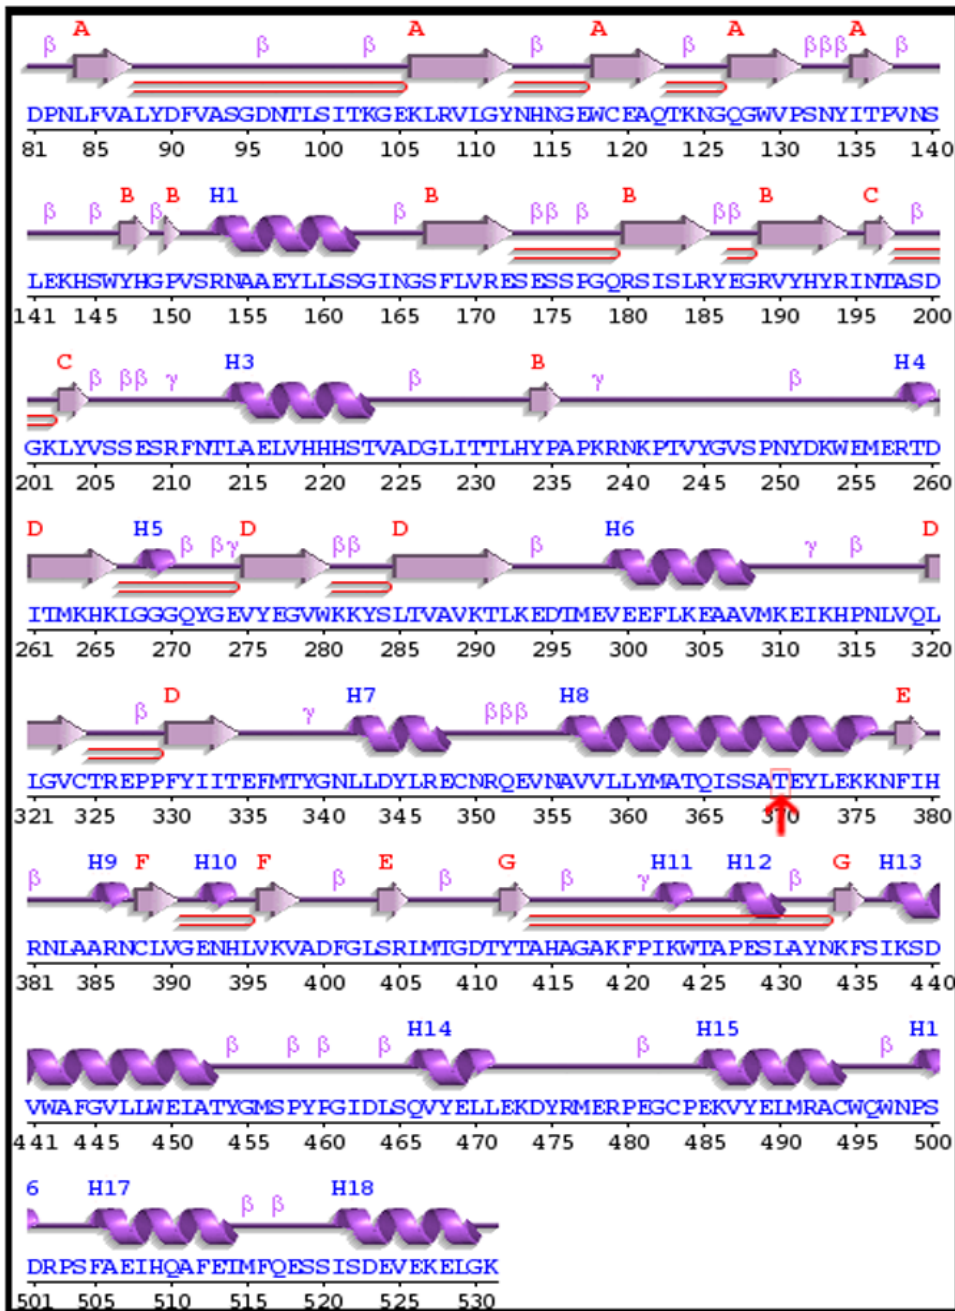 A A A A A
β β β β β βββ β
DPNLFVALYDFVASGDNTLSITKGEKLRVLGYNHNGEWCEAQTKNGQGWVPSNYITPVNS
81 85 90 95 100 105 110 115 120 125 130 135 140
B B H1 B B B C
β β β β ββ β ββ β
LEKHSWYHGPVSRNAAEYLLSSGINGSFLVRESESSPGQRSISLRYEGRVYHYRINTASD
141 145 150 155 160 165 170 175 180 185 190 195 200
C H3 B H4
β ββ γ β γ β
GKLYVSSESRFNTLAELVHHHSTVADGLITTLHYPAPKRNKPTVYGVSPNYDKWEMERTD
201 205 210 215 220 225 230 235 240 245 250 255 260
D H5 D D H6 D
β βγ ββ β γ β
ITMKHKLGGGQYGEVYEGVWKKYSLTVAVKTLKEDTMEVEEFLKEAAVMKEIKHPNLVQL
261 265 270 275 280 285 290 295 300 305 310 315 320
D H7 H8 E
β γ βββ
LGVCTREPPFYIITEFMTYGNLLDYLRECNRQEVNAVVLLYMATQISSATEYLEKKNFIH
321 325 330 335 340 345 350 355 360 365 370 375 380
H9 F H10 F E G H11 H12 G H13
β β β β γ β
RNLAARNCLVGENHLVKVADFGLSRLMTGDTYTAHAGAKFPIKWTAPESLAYNKFSIKSD
381 385 390 395 400 405 410 415 420 425 430 435 440
H14 H15 H1
β β β β β β
VWAFGVLLWEIATYGMSPYPGIDLSQVYELLEKDYRMERPEGCPEKVYELMRACWQWNPS
441 445 450 455 460 465 470 475 480 485 490 495 500
6 H17 H18
β β
DRPSFAEIHQAFETMFQESSISDEVEKELGK
501 505 510 515 520 525 530